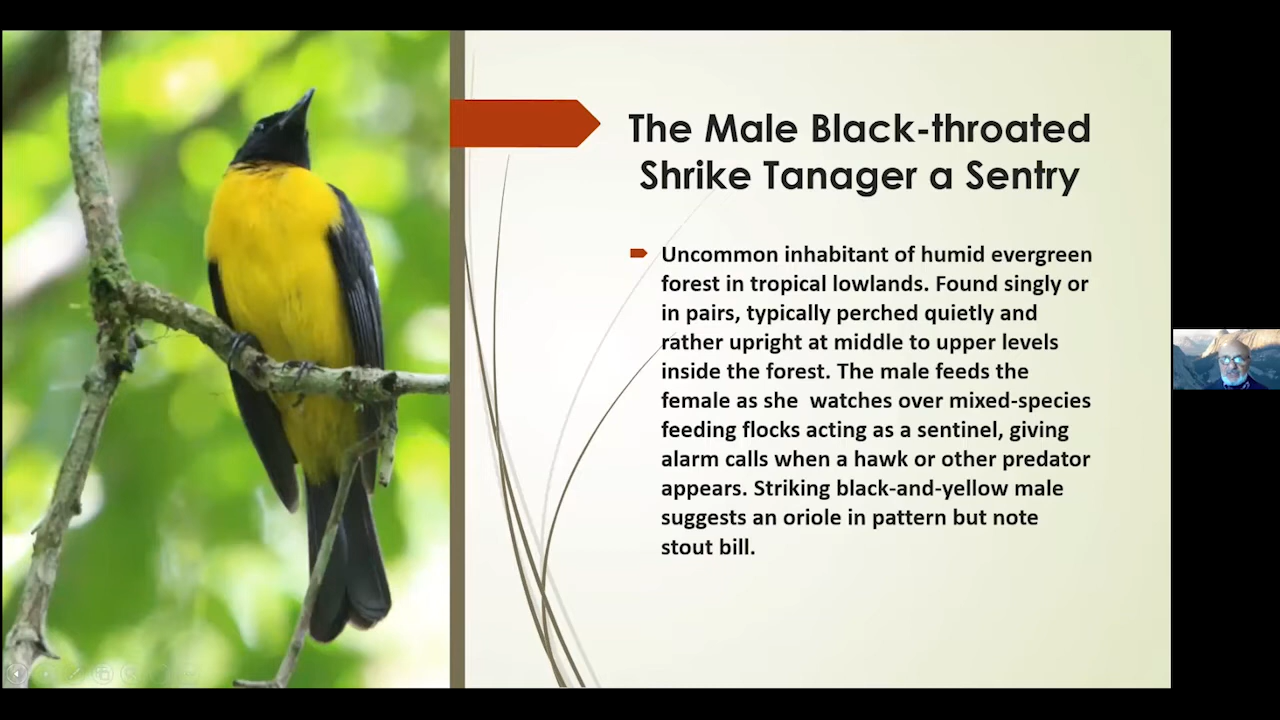 The Male Black-throated
Shrike Tanager a Sentry
Uncommon inhabitant of humid evergreen
forest in tropical lowlands. Found singly or
in pairs, typically perched quietly and
rather upright at middle to upper levels
inside the forest. The male feeds the
female as she  watches over mixed-species
feeding flocks acting as a sentinel, giving
alarm calls when a hawk or other predator
appears. Striking black-and-yellow male
suggests an oriole in pattern but note
stout bill.